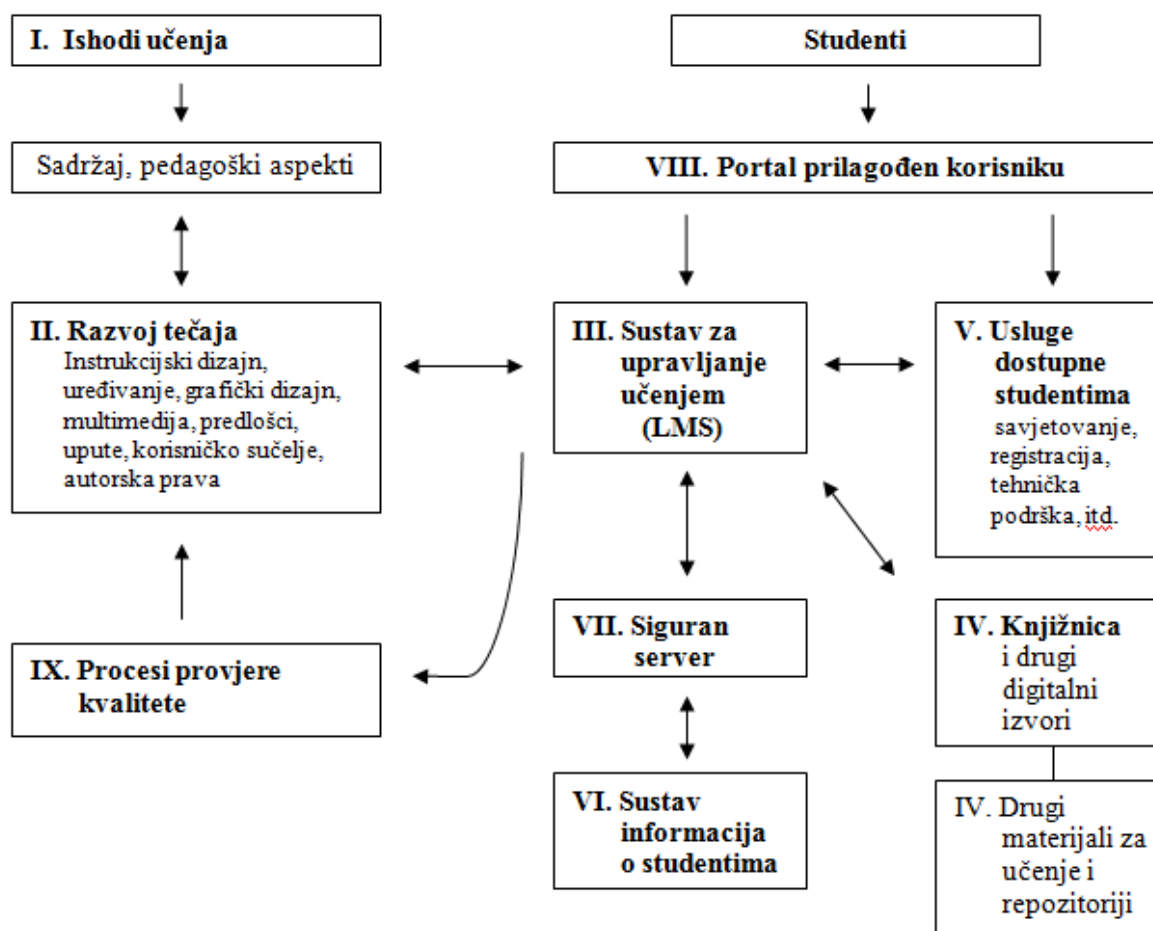 I. Ishodi učenja
Studenti
Sadržaj, pedagoški aspekti
VIII. Portal prilagođen korisniku
II. Razvoj tečaja
Instrukcijski dizajn,
uređivanje, grafički dizajn,
multimedija, predlošci,
upute, korisničko sučelje,
autorska prava
III. Sustav za
upravljanje
učenjem
(LMS)
V. Usluge
dostupne
studentima
savjetovanje,
registracija,
tehnička
podrška, itd.
IX. Procesi provjere
kvalitete
VII. Siguran
server
IV. Knjižnica
i drugi
digitalni
izvori
VI. Sustav
informacija
o studentima
IV. Drugi
materijali za
učenje i
repozitoriji